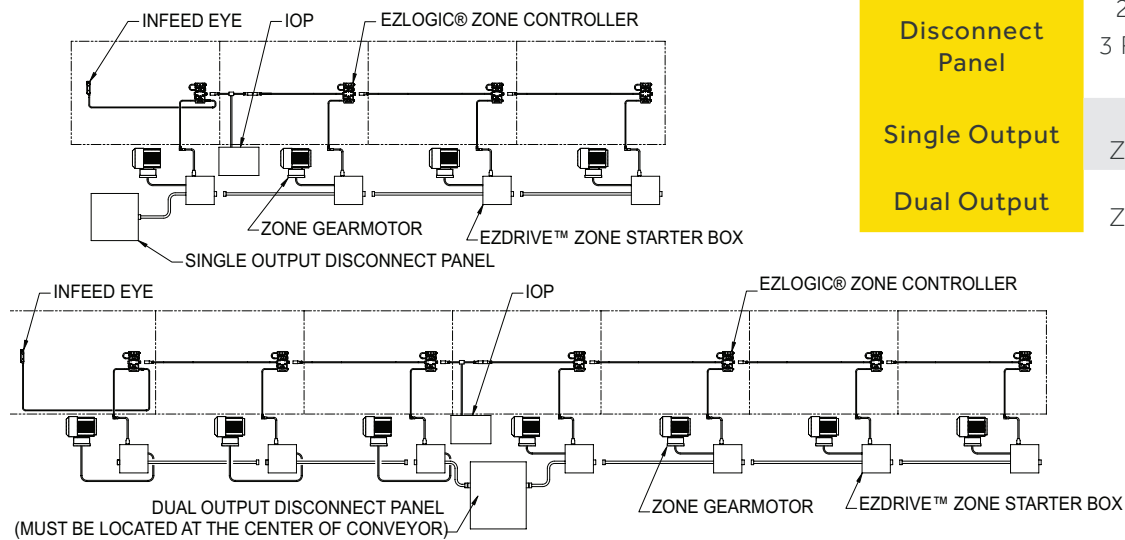 INFEED EYE
IOP
EZLOGIC® ZONE CONTROLLER
ZONE GEARMOTOR
EZDRIVE™ ZONE STARTER BOX
SINGLE OUTPUT DISCONNECT PANEL
Disconnect
Panel
2
3
Single Output
Z
Dual Output
Z
INFEED EYE
IOP
EZLOGIC® ZONE CONTROLLER
DUAL OUTPUT DISCONNECT PANEL
(MUST BE LOCATED AT THE CENTER OF CONVEYOR)
ZONE GEARMOTOR
EZDRIVE™ ZONE STARTER BOX